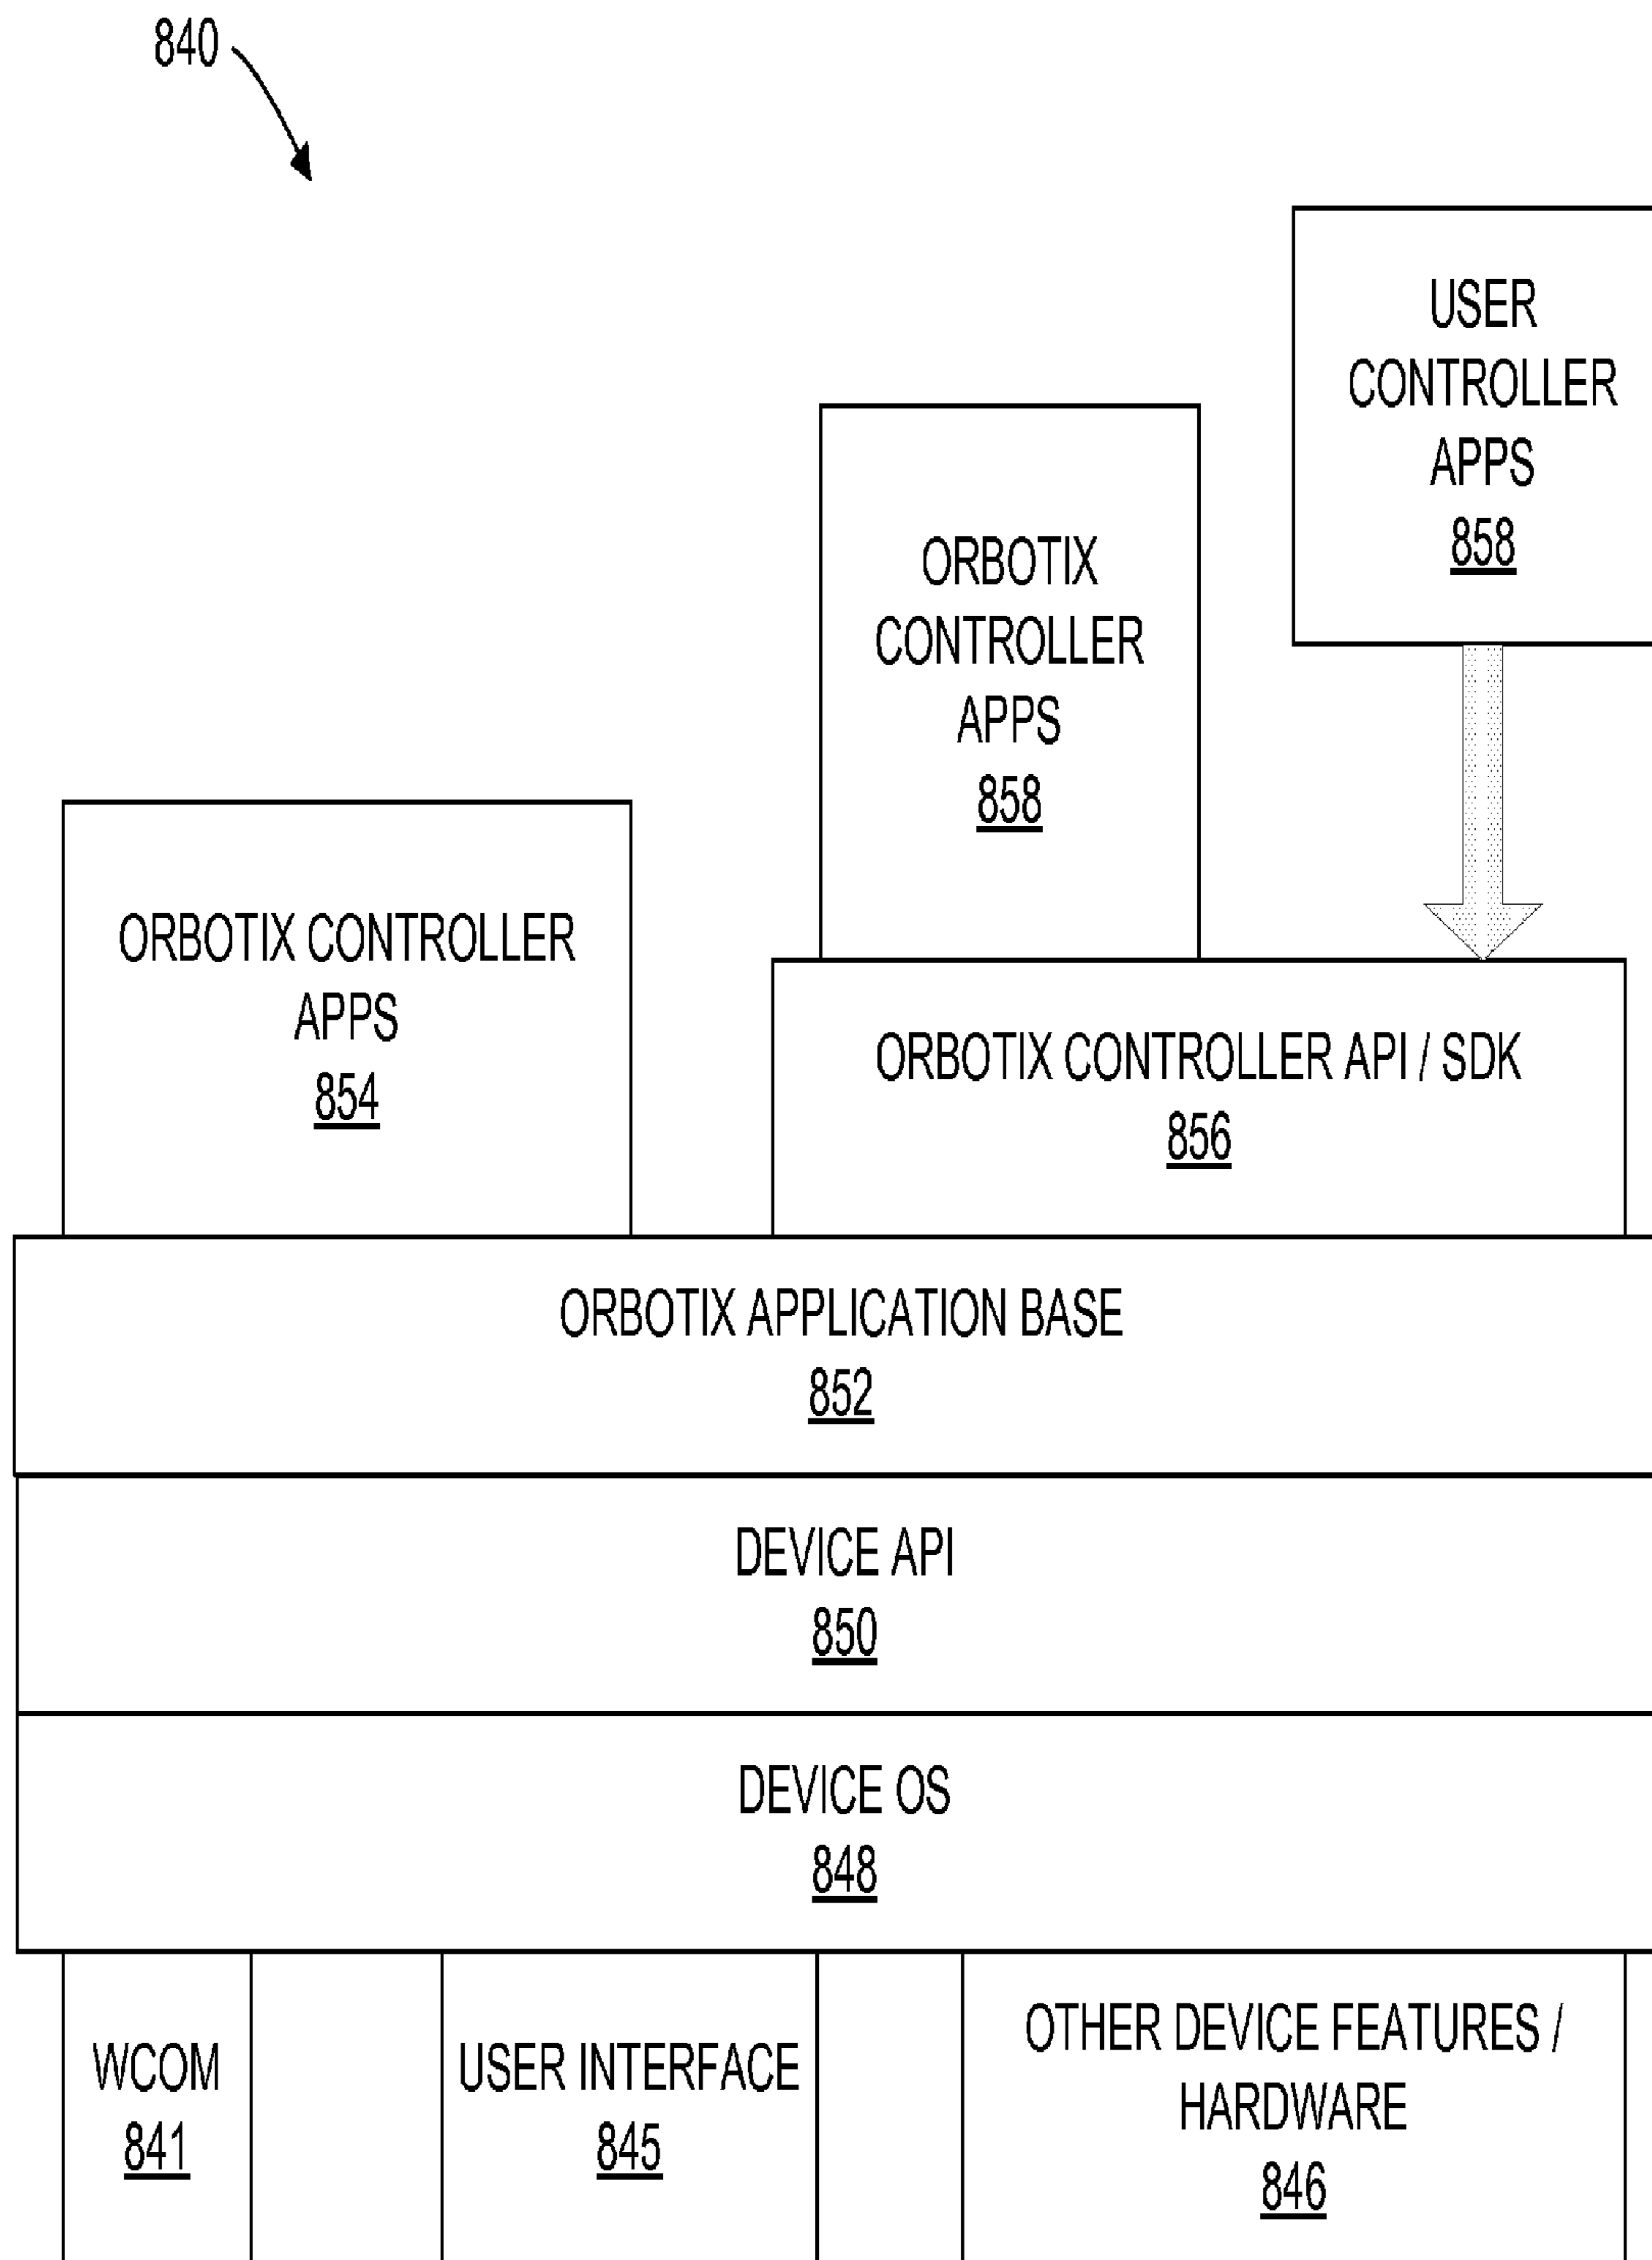 840
USER
CONTROLLER
APPS
858
ORBOTIX
CONTROLLER
APPS
858
ORBOTIX CONTROLLER
APPS
854
ORBOTIX CONTROLLER API / SDK
856
ORBOTIX APPLICATION BASE
852
DEVICE API
850
DEVICE OS
848
WCOM
841
USER INTERFACE
845
OTHER DEVICE FEATURES /
HARDWARE
846